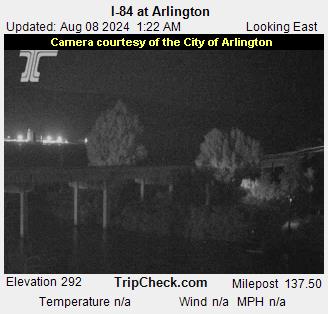 I-84 at Arlington
Updated: Aug 08 2024 1:22 AM Looking East
Camera courtesy of the City of Arlington
Elevation 292 TripCheck.com Milepost 137.50
Temperature n/a Wind n/a MPH n/a